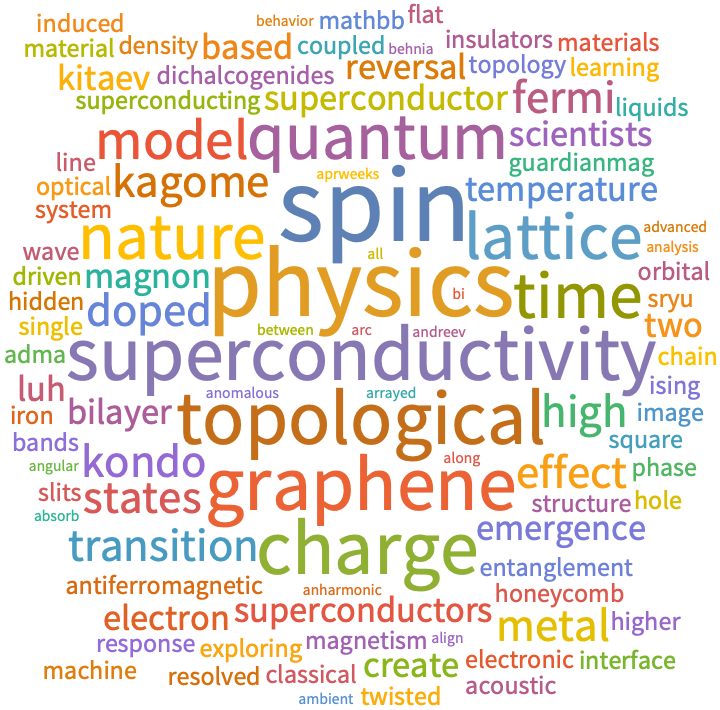 induced behavior mathbb flat
material density based coupled behnia insulators materials
kitaev dichalcogenides reversal topology learning
superconducting superconductor fermi liquids
model quantum scientists
line guardianmag
optical kagome aprweeks spin temperature
system
nature lattice advanced
wave all analysis
driven magnon physics bi time orbital
hidden doped sryu
single between arc andreev two
adma superconductivity chain
luh anomalous arrayed ising
iron bilayer topological high image
bands square
angular kondo along effect phase
slits states graphene structure hole
absorb
transition charge emergence
entanglement
antiferromagnetic anharmonic honeycomb
electron superconductors metal higher
response exploring magnetism align
machine resolved classical create electronic interface
acoustic
ambient twisted